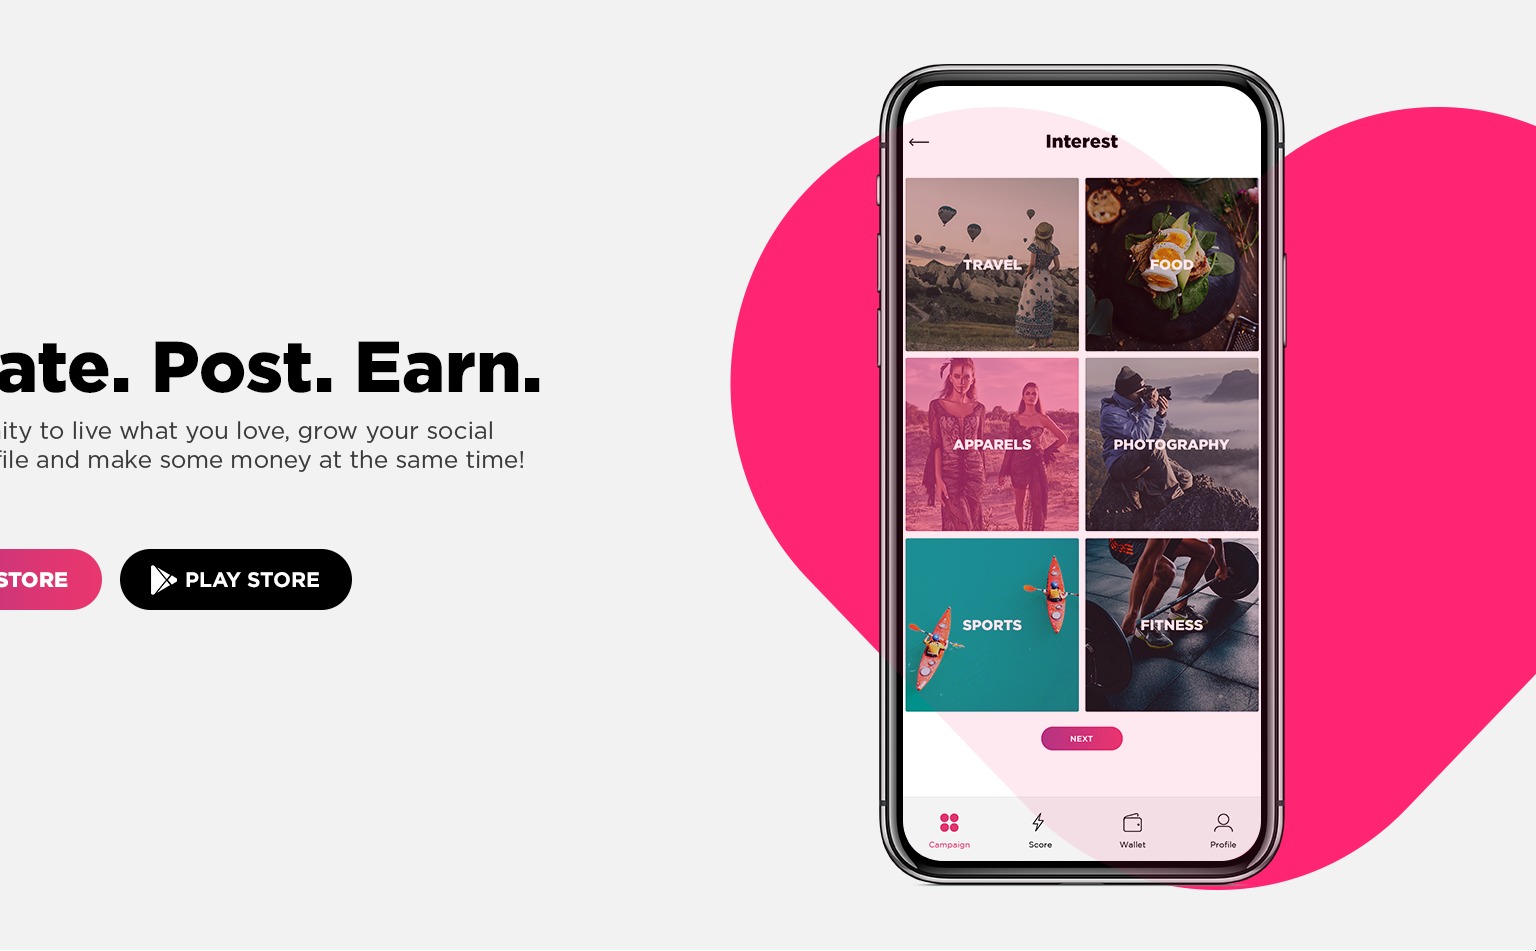 ate. Post. Earn.
ity to live what you love, grow your social
file and make some money at the same time!
STORE
PLAY STORE
Interest
TRAVEL
FOOD
APPARELS
PHOTOGRAPHY
SPORTS
FITNESS
NEXT
Campaign
Score
Wallet
Profile